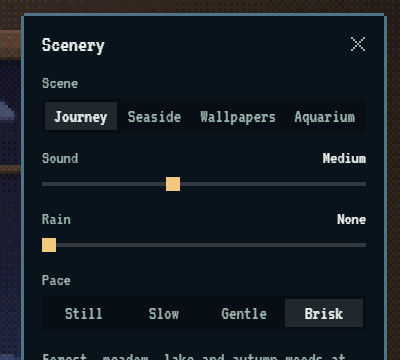 Scenery
Scene
Journey Seaside Wallpapers Aquarium
Sound Medium
Rain None
Pace
Still Slow Gentle Brisk
Forest, meadow, lake and autumn woods at